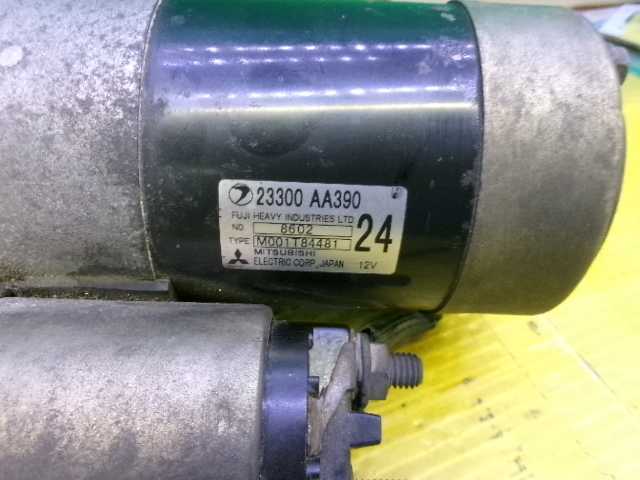 23300 AA390
FUJI HEAVY INDUSTRIES LTD
NO. 8602
TYPE M001T84481
24
MITSUBISHI
ELECTRIC CORP., JAPAN 12V